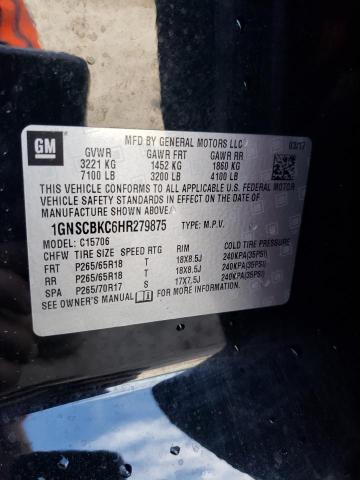 GM
MFD BY GENERAL MOTORS LLC 03/17
GVWR GAWR FRT GAWR RR
3221 KG 1452 KG 1860 KG
7100 LB 3200 LB 4100 LB
THIS VEHICLE CONFORMS TO ALL APPLICABLE U.S. FEDERAL MOTOR
VEHICLE SAFETY STANDARDS IN EFFECT ON THE DATE OF
MANUFACTURE SHOWN ABOVE.
1GNSCBKC6HR279875 TYPE: M.P.V.
MODEL: C15706
CHFW TIRE SIZE SPEED RTG RIM COLD TIRE PRESSURE
FRT P265/65R18 T 18X8.5J 240KPA(35PSI)
RR P265/65R18 T 18X8.5J 240KPA(35PSI)
SPA P265/70R17 S 17X7.5J 240KPA(35PSI)
SEE OWNER'S MANUAL FOR MORE INFORMATION.